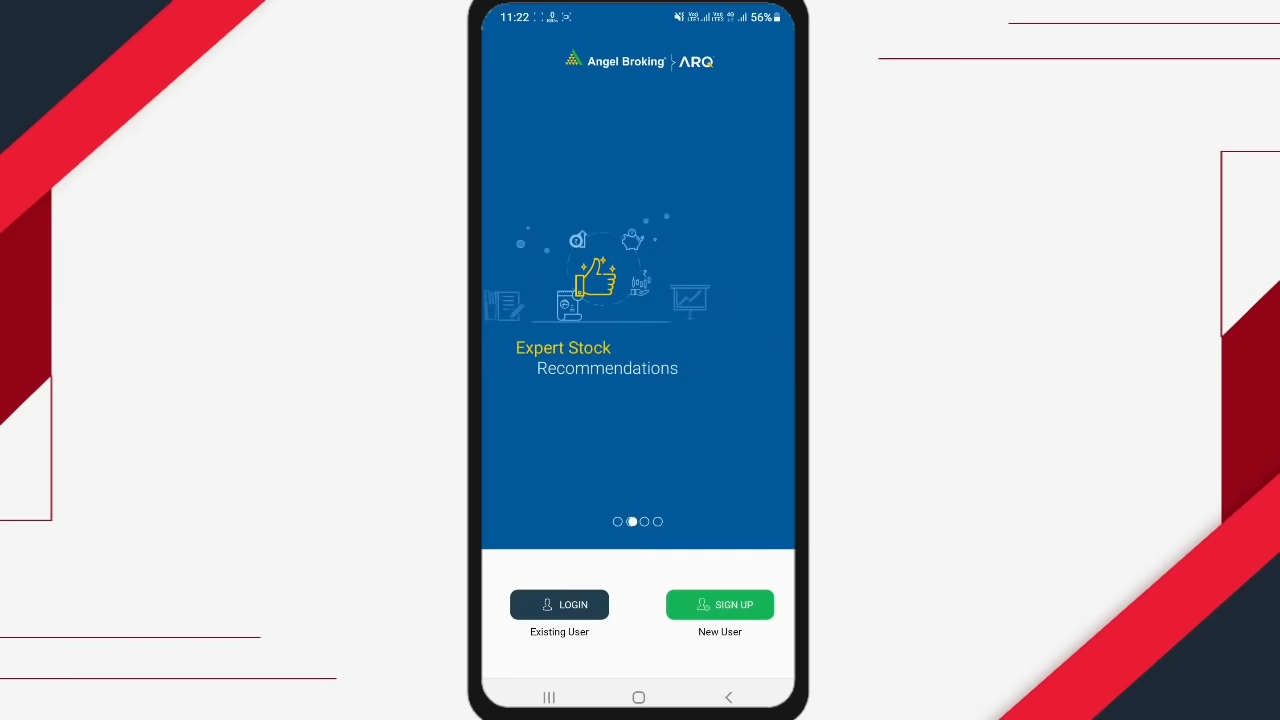 11:22
56%
Angel Broking ARQ
Expert Stock
Recommendations
LOGIN
SIGN UP
Existing User
New User